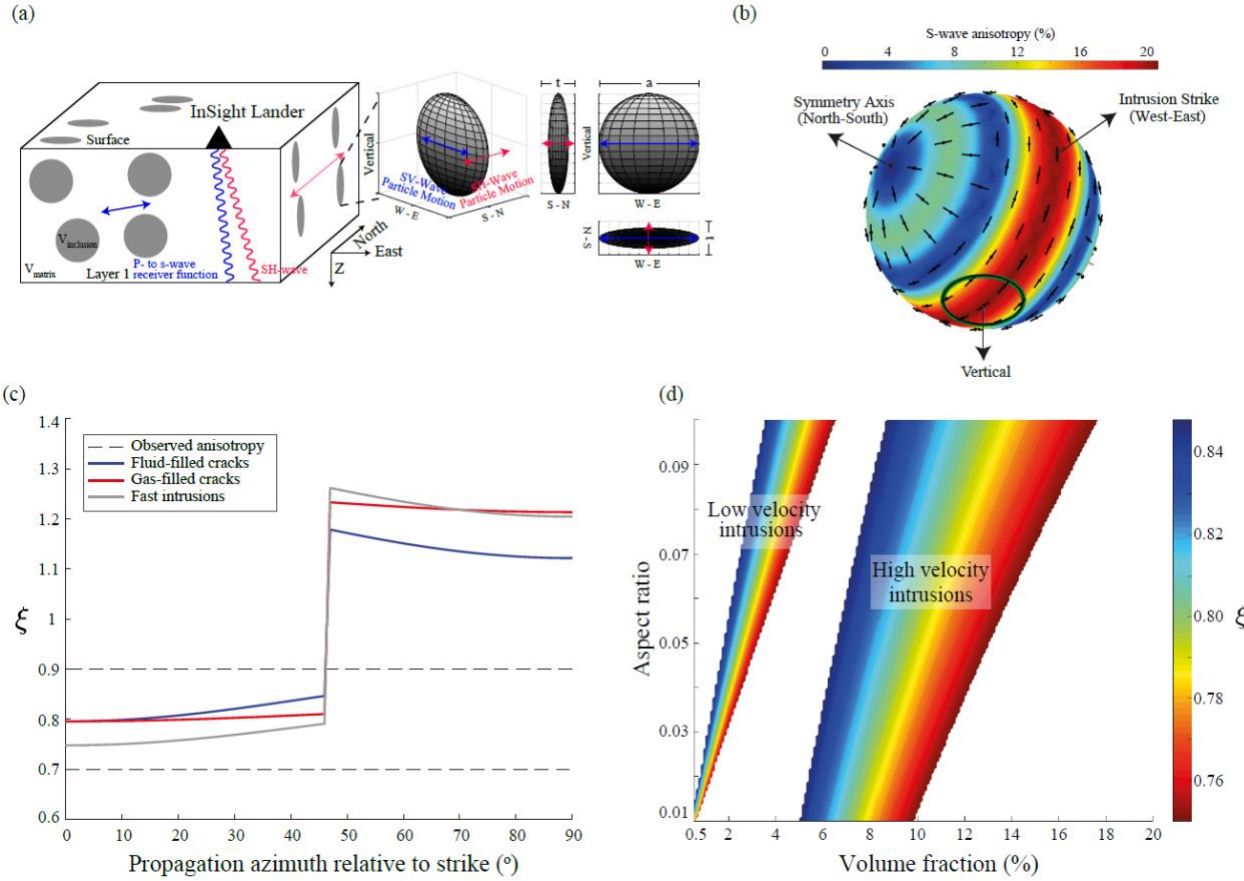 (a)
InSight Lander
Surface
V_inclusion
V_matrix
Layer 1
P- to s-wave
receiver function
SH-wave
North
East
Z
Vertical
SV-Wave
Particle Motion
SH-Wave
Particle Motion
W - E
S - N
t
Vertical
S - N
a
Vertical
W - E
S - N
W - E
(b)
S-wave anisotropy (%)
0 4 8 12 16 20
Symmetry Axis
(North-South)
Intrusion Strike
(West-East)
Vertical
(c)
1.4
1.3
1.2
1.1
1
0.9
0.8
0.7
0.6
ξ
Observed anisotropy
Fluid-filled cracks
Gas-filled cracks
Fast intrusions
0 10 20 30 40 50 60 70 80 90
Propagation azimuth relative to strike (º)
(d)
Aspect ratio
0.09
0.07
0.05
0.03
0.01
Low velocity
intrusions
High velocity
intrusions
0.5 2 4 6 8 10 12 14 16 18 20
Volume fraction (%)
0.84
0.82
0.80
0.78
0.76
ξ